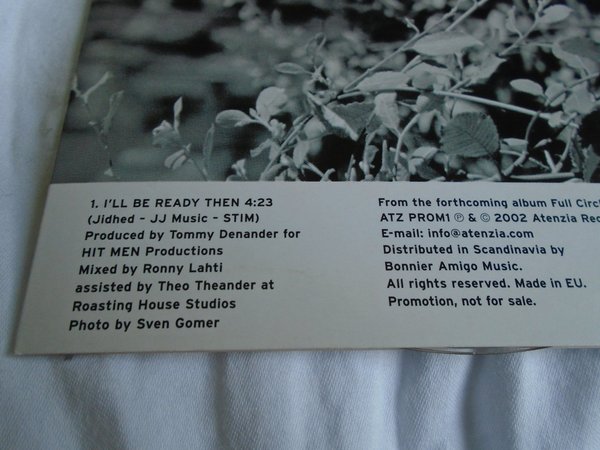 1. I'LL BE READY THEN 4:23
(Jidhed - JJ Music - STIM)
Produced by Tommy Denander for
HIT MEN Productions
Mixed by Ronny Lahti
assisted by Theo Theander at
Roasting House Studios
Photo by Sven Gomer
From the forthcoming album Full Circl
ATZ PROM1 ℗ & © 2002 Atenzia Rec
E-mail: info@atenzia.com
Distributed in Scandinavia by
Bonnier Amigo Music.
All rights reserved. Made in EU.
Promotion, not for sale.